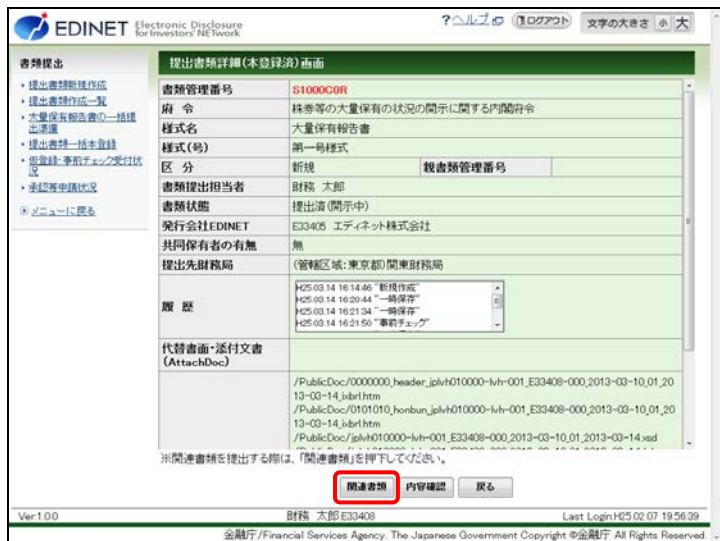 EDINET Electronic Disclosure for Investors' NETwork
?ヘルプ ログアウト 文字の大きさ 小 大
書類提出
・提出書類新規作成
・提出書類作成一覧
・大量保有報告書の一括提出準備
・提出書類一括本登録
・仮登録・事前チェック受付状況
・承認等申請状況
メニューに戻る
提出書類詳細(本登録済)画面
書類管理番号 S1000C0R
府 令 株券等の大量保有の状況の開示に関する内閣府令
様式名 大量保有報告書
様式(号) 第一号様式
区 分 新規 親書類管理番号
書類提出担当者 財務 太郎
書類状態 提出済(開示中)
発行会社EDINET E33405 エディネット株式会社
共同保有者の有無 無
提出先財務局 (管轄区域:東京都)関東財務局
履 歴
H25.03.14 16:14:46 "新規作成"
H25.03.14 16:20:44 "一時保存"
H25.03.14 16:21:34 "一時保存"
H25.03.14 16:21:50 "事前チェック"
代替書面・添付文書
(AttachDoc)
/PublicDoc/0000000_header_jplvh010000-lvh-001_E33408-000_2013-03-10_01_20
13-03-14_ixbrl.htm
/PublicDoc/0101010_honbun_jplvh010000-lvh-001_E33408-000_2013-03-10_01_20
13-03-14_ixbrl.htm
/PublicDoc/jplvh010000-lvh-001_E33408-000_2013-03-10_01_2013-03-14.xsd
※関連書類を提出する際は、「関連書類」を押下してください。
関連書類 内容確認 戻る
Ver.1.0.0 財務 太郎 E33408 Last Login:H25.02.07 19:56:39
金融庁/Financial Services Agency. The Japanese Government Copyright ©金融庁 All Rights Reserved.